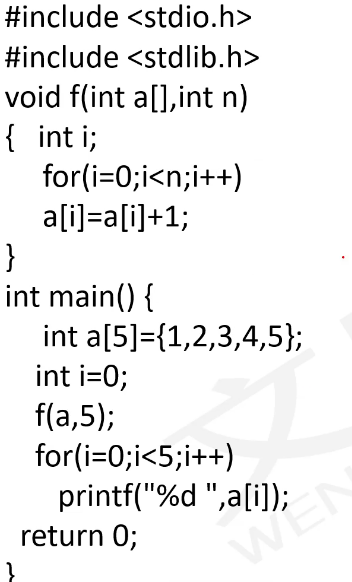 #include <stdio.h>
#include <stdlib.h>
void f(int a[],int n)
{ int i;
for(i=0;i<n;i++)
a[i]=a[i]+1;
}
int main() {
int a[5]={1,2,3,4,5};
int i=0;
f(a,5);
for(i=0;i<5;i++)
printf("%d ",a[i]);
return 0;
}